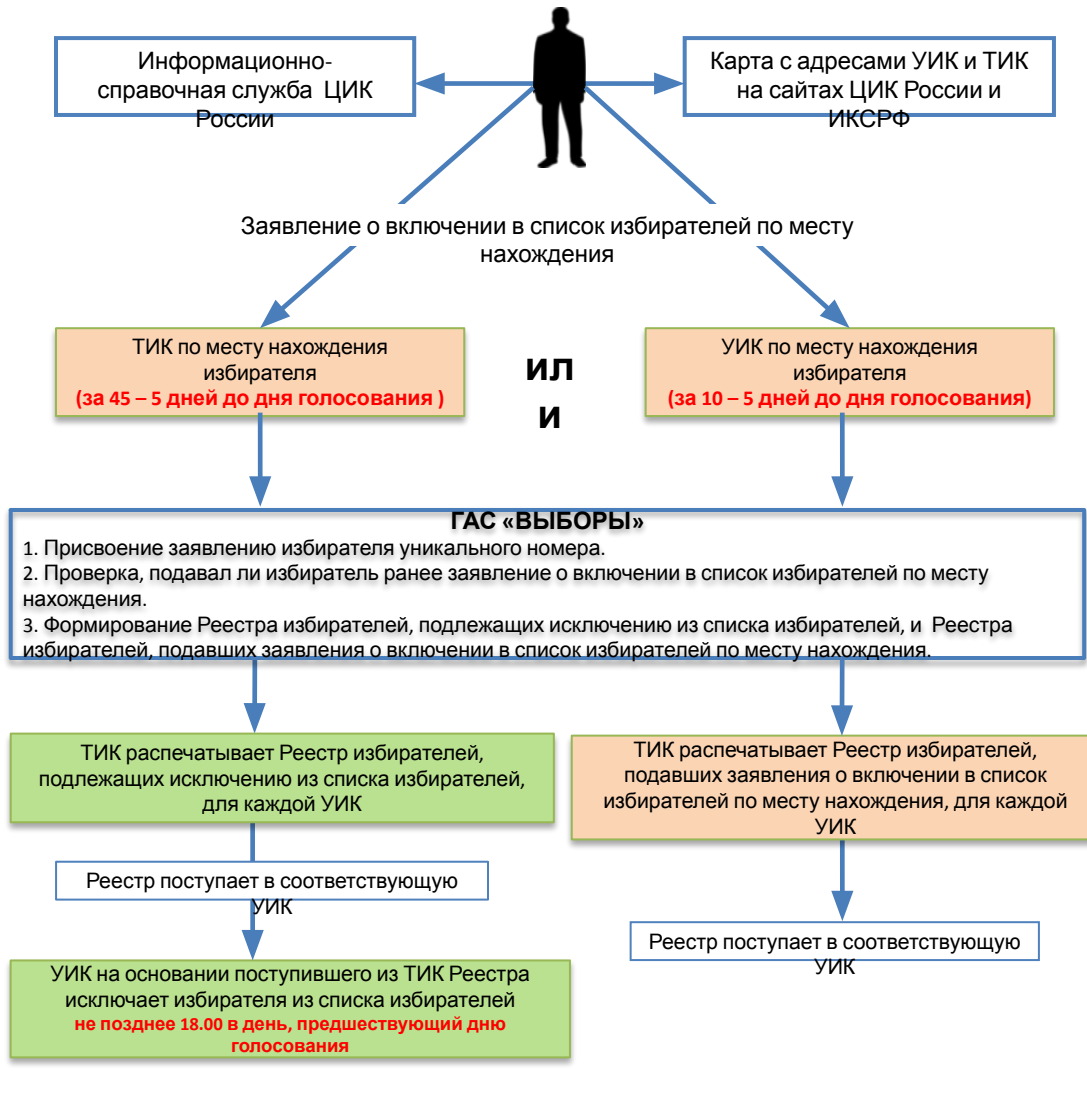 Информационно-
справочная служба ЦИК
России
Карта с адресами УИК и ТИК
на сайтах ЦИК России и
ИКСРФ
Заявление о включении в список избирателей по месту
нахождения
ТИК по месту нахождения
избирателя
(за 45 – 5 дней до дня голосования )
ил
и
УИК по месту нахождения
избирателя
(за 10 – 5 дней до дня голосования)
ГАС «ВЫБОРЫ»
1. Присвоение заявлению избирателя уникального номера.
2. Проверка, подавал ли избиратель ранее заявление о включении в список избирателей по месту
нахождения.
3. Формирование Реестра избирателей, подлежащих исключению из списка избирателей, и Реестра
избирателей, подавших заявления о включении в список избирателей по месту нахождения.
ТИК распечатывает Реестр избирателей,
подлежащих исключению из списка избирателей,
для каждой УИК
ТИК распечатывает Реестр избирателей,
подавших заявления о включении в список
избирателей по месту нахождения, для каждой
УИК
Реестр поступает в соответствующую
УИК
Реестр поступает в соответствующую
УИК
УИК на основании поступившего из ТИК Реестра
исключает избирателя из списка избирателей
не позднее 18.00 в день, предшествующий дню
голосования